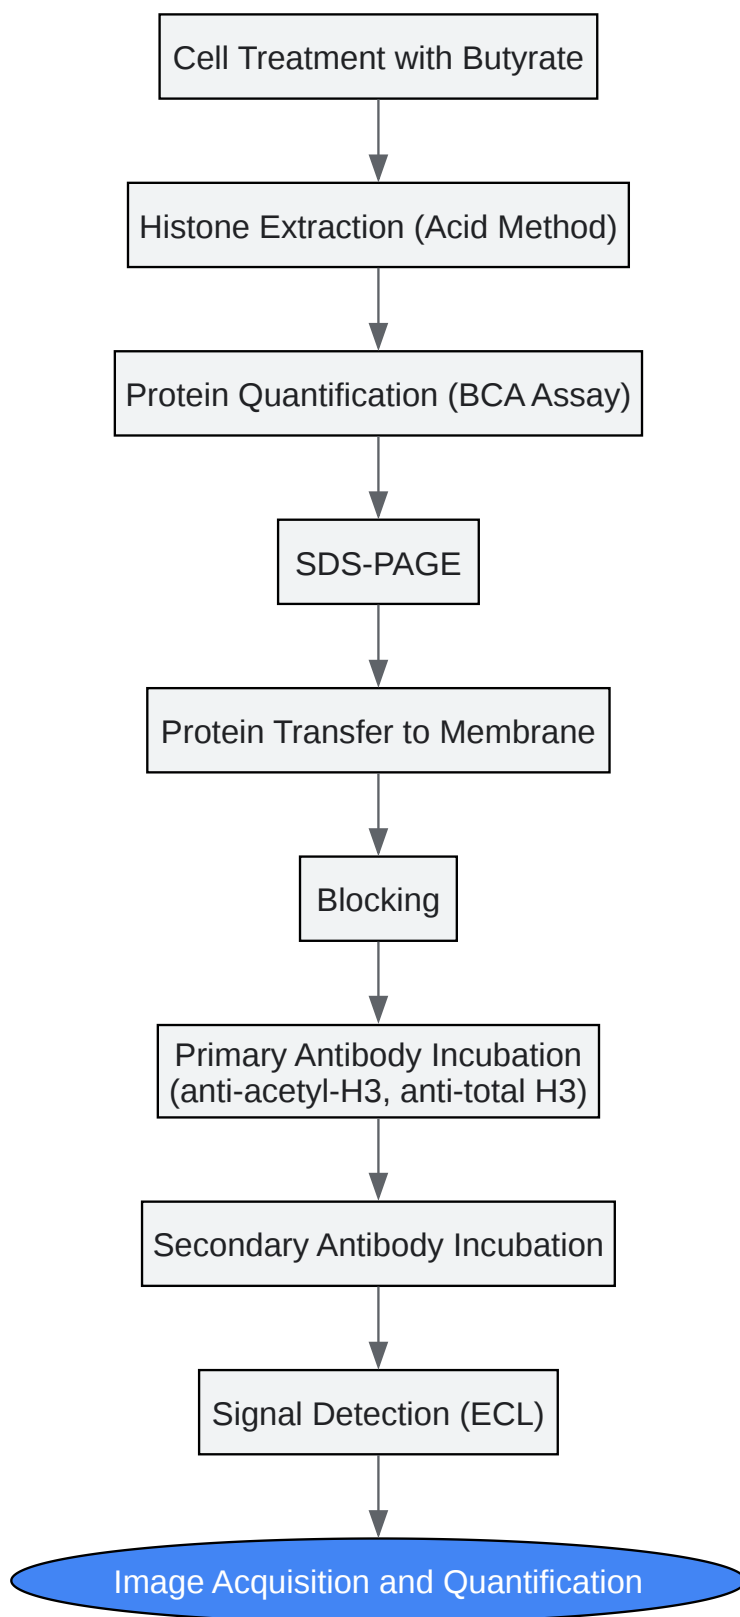 Cell Treatment with Butyrate
Histone Extraction (Acid Method)
Protein Quantification (BCA Assay)
SDS-PAGE
Protein Transfer to Membrane
Blocking
Primary Antibody Incubation
(anti-acetyl-H3, anti-total H3)
Secondary Antibody Incubation
Signal Detection (ECL)
Image Acquisition and Quantification